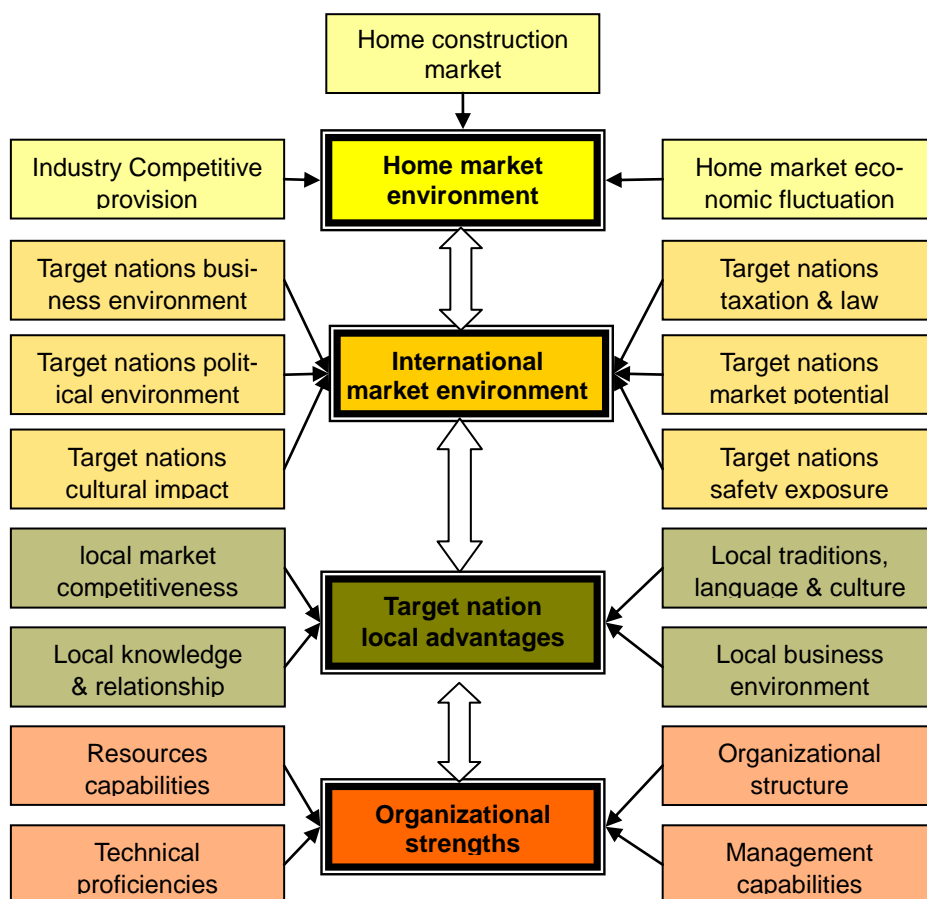 Home construction
market
Industry Competitive
provision
Home market
environment
Home market eco-
nomic fluctuation
Target nations busi-
ness environment
Target nations
taxation & law
Target nations polit-
ical environment
International
market environment
Target nations
market potential
Target nations
cultural impact
Target nations
safety exposure
local market
competitiveness
Local traditions,
language & culture
Target nation
local advantages
Local knowledge
& relationship
Local business
environment
Resources
capabilities
Organizational
structure
Organizational
strengths
Technical
proficiencies
Management
capabilities